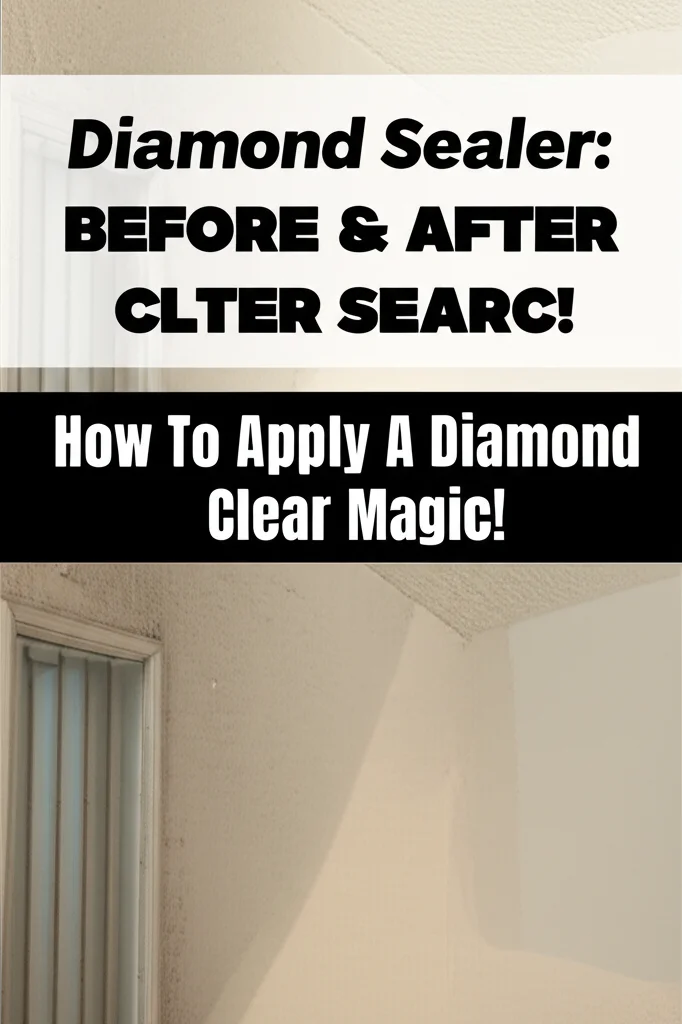 Diamond Sealer:
BEFORE & AFTER
CLTER SEARC!
How To Apply A Diamond
Clear Magic!